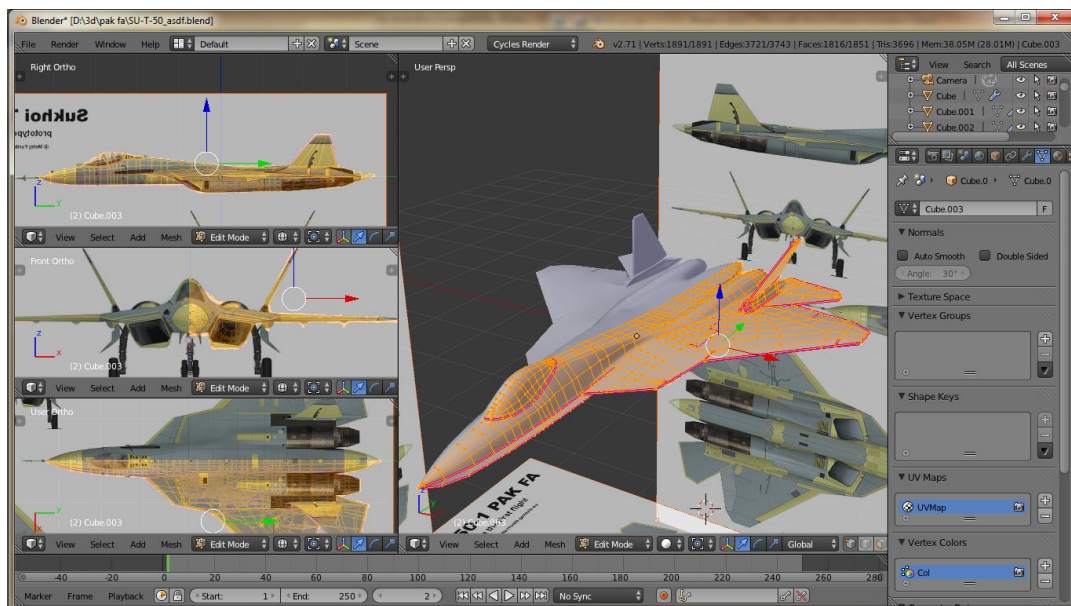 Blender* [D:\3d\pak fa\SU-T-50_asdf.blend]
File Render Window Help Default Scene Cycles Render v2.71 | Verts:1891/1891 | Edges:3721/3743 | Faces:1816/1851 | Tris:3696 | Mem:38.05M (28.01M) | Cube.003
Right Ortho
Sukhoi
prototype
z
y
(2) Cube.003
View Select Add Mesh Edit Mode
Front Ortho
z
x
(2) Cube.003
View Select Add Mesh Edit Mode
User Ortho
y
x
(2) Cube.003
View Select Add Mesh Edit Mode
User Persp
PAK FA
first flight
z
(2) Cube.003
View Select Add Mesh Edit Mode Global
View Search All Scenes
Camera
Cube
Cube.001
Cube.002
Cube.0 Cube.0
Cube.003 F
Normals
Auto Smooth Double Sided
Angle: 30°
Texture Space
Vertex Groups
Shape Keys
UV Maps
UVMap
Vertex Colors
Col
-40 -20 0 20 40 60 80 100 120 140 160 180 200 220 240 260 280
Marker Frame Playback Start: 1 End: 250 2 No Sync